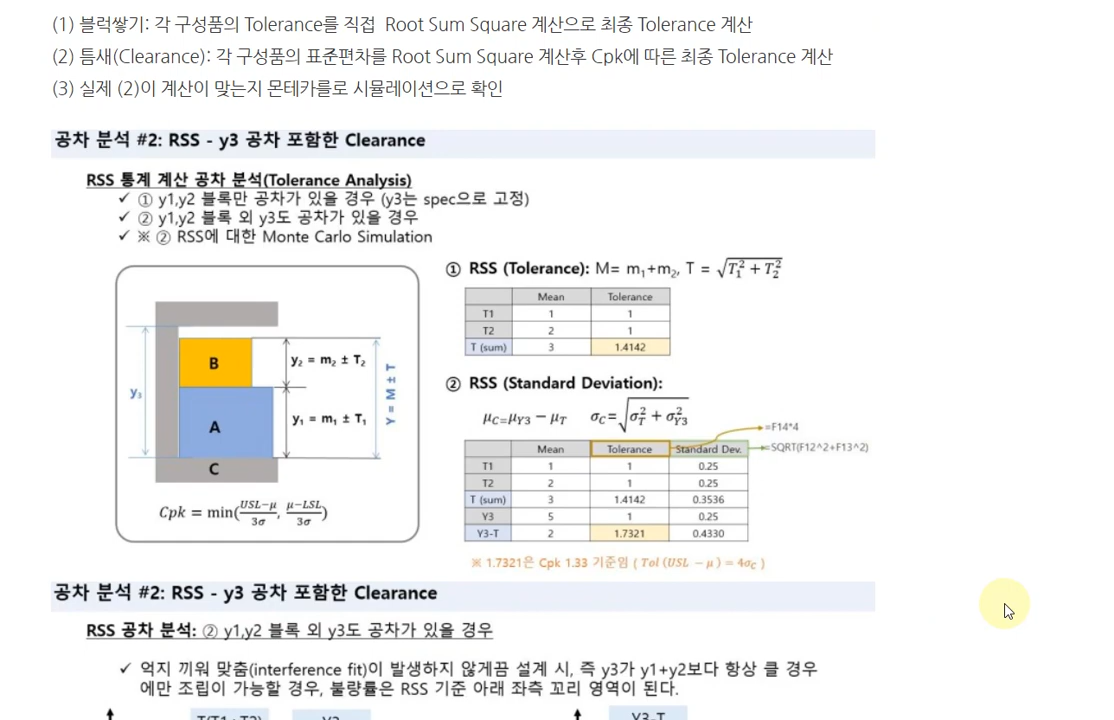 (1) 블럭쌓기: 각 구성품의 Tolerance를 직접 Root Sum Square 계산으로 최종 Tolerance 계산
(2) 틈새(Clearance): 각 구성품의 표준편차를 Root Sum Square 계산후 Cpk에 따른 최종 Tolerance 계산
(3) 실제 (2)이 계산이 맞는지 몬테카를로 시뮬레이션으로 확인
공차 분석 #2: RSS - y3 공차 포함한 Clearance
RSS 통계 계산 공차 분석(Tolerance Analysis)
✓ ① y1,y2 블록만 공차가 있을 경우 (y3는 spec으로 고정)
✓ ② y1,y2 블록 외 y3도 공차가 있을 경우
✓ ※ ② RSS에 대한 Monte Carlo Simulation
B
A
C
y₃
y₂ = m₂ ± T₂
y₁ = m₁ ± T₁
Y = M ± T
Cpk = min(USL−μ/3σ, μ−LSL/3σ)
① RSS (Tolerance): M= m₁+m₂, T = √T₁² + T₂²
Mean Tolerance
T1 1 1
T2 2 1
T (sum) 3 1.4142
② RSS (Standard Deviation):
μC=μY3 − μT σC=√σT² + σY3²
=F14*4
=SQRT(F12^2+F13^2)
Mean Tolerance Standard Dev.
T1 1 1 0.25
T2 2 1 0.25
T (sum) 3 1.4142 0.3536
Y3 5 1 0.25
Y3-T 2 1.7321 0.4330
※ 1.7321은 Cpk 1.33 기준임 ( Tol (USL − μ) = 4σC )
공차 분석 #2: RSS - y3 공차 포함한 Clearance
RSS 공차 분석: ② y1,y2 블록 외 y3도 공차가 있을 경우
✓ 억지 끼워 맞춤(interference fit)이 발생하지 않게끔 설계 시, 즉 y3가 y1+y2보다 항상 클 경우
에만 조립이 가능할 경우, 불량률은 RSS 기준 아래 좌측 꼬리 영역이 된다.
T(T1+T2) Y3 Y3-T